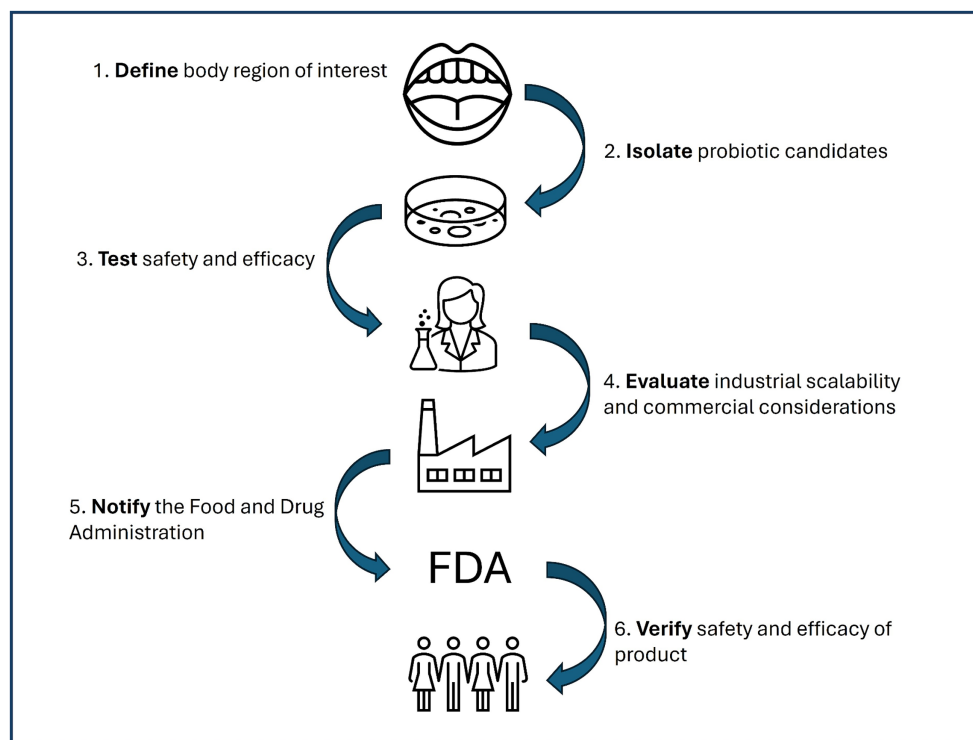 1. Define body region of interest
2. Isolate probiotic candidates
3. Test safety and efficacy
4. Evaluate industrial scalability
and commercial considerations
5. Notify the Food and Drug
Administration
FDA
6. Verify safety and efficacy of
product